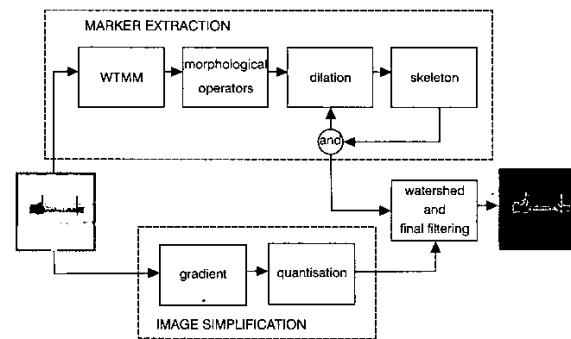 MARKER EXTRACTION
WTMM
morphological
operators
dilation
skeleton
and
watershed
and
final filtering
gradient
quantisation
IMAGE SIMPLIFICATION